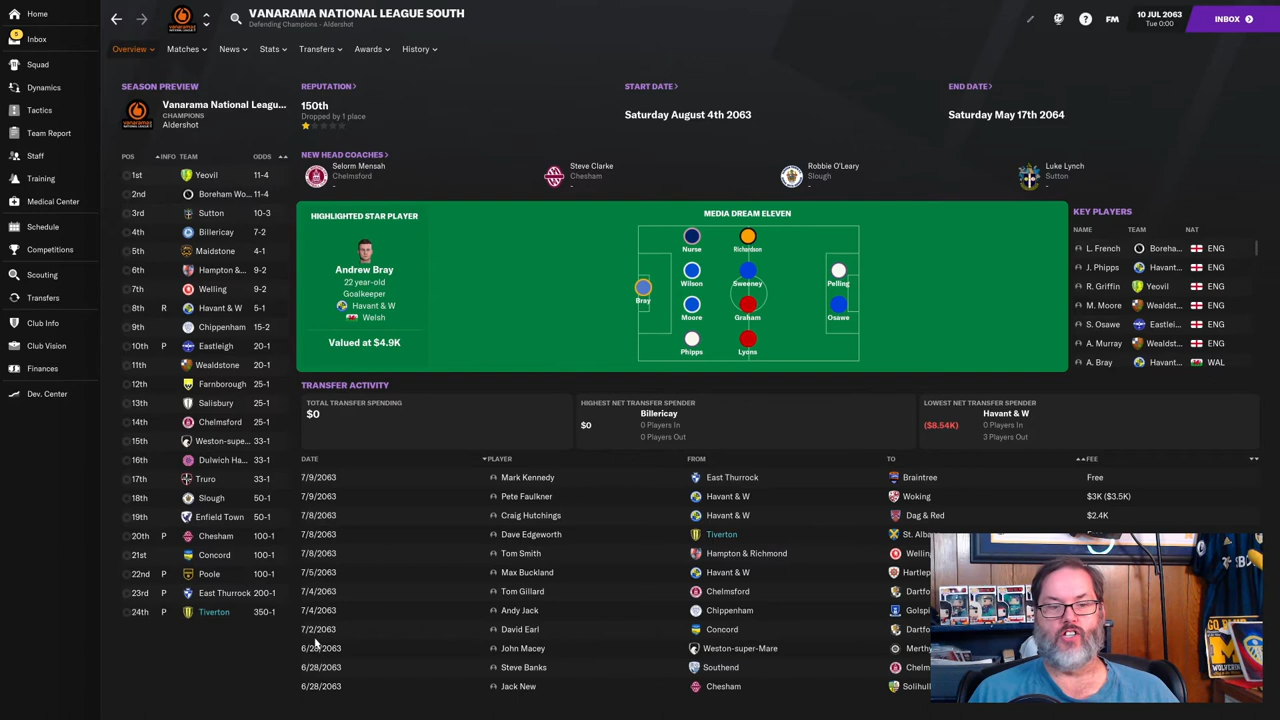 Home
Inbox
5
Squad
Dynamics
Tactics
Team Report
Staff
Training
Medical Center
Schedule
Competitions
Scouting
Transfers
Club Info
Club Vision
Finances
Dev. Center
VANARAMA NATIONAL LEAGUE SOUTH
Defending Champions - Aldershot
FM
10 JUL 2063
Tue 0:00
INBOX
Overview
Matches
News
Stats
Transfers
Awards
History
SEASON PREVIEW
Vanarama National Leagu...
CHAMPIONS
Aldershot
POS INFO TEAM ODDS
1st Yeovil 11-4
2nd Boreham Wo... 11-4
3rd Sutton 10-3
4th Billericay 7-2
5th Maidstone 4-1
6th Hampton &... 9-2
7th Welling 9-2
8th R Havant & W 5-1
9th Chippenham 15-2
10th P Eastleigh 20-1
11th Wealdstone 20-1
12th Farnborough 25-1
13th Salisbury 25-1
14th Chelmsford 25-1
15th Weston-supe... 33-1
16th Dulwich Ha... 33-1
17th Truro 33-1
18th Slough 50-1
19th Enfield Town 50-1
20th P Chesham 100-1
21st Concord 100-1
22nd P Poole 100-1
23rd P East Thurrock 200-1
24th P Tiverton 350-1
REPUTATION
150th
Dropped by 1 place
START DATE
Saturday August 4th 2063
END DATE
Saturday May 17th 2064
NEW HEAD COACHES
Selorm Mensah
Chelmsford
-
Steve Clarke
Chesham
-
Robbie O'Leary
Slough
-
Luke Lynch
Sutton
-
HIGHLIGHTED STAR PLAYER
Andrew Bray
22 year-old
Goalkeeper
Havant & W
Welsh
Valued at $4.9K
MEDIA DREAM ELEVEN
Nurse
Richardson
Wilson
Sweeney
Pelling
Bray
Moore
Graham
Osawe
Phipps
Lyons
KEY PLAYERS
NAME TEAM NAT
L. French Boreha... ENG
J. Phipps Havant... ENG
R. Griffin Yeovil ENG
M. Moore Wealds... ENG
S. Osawe Eastlei... ENG
A. Murray Wealdst... ENG
A. Bray Havant... WAL
TRANSFER ACTIVITY
TOTAL TRANSFER SPENDING
$0
HIGHEST NET TRANSFER SPENDER
Billericay
$0 0 Players In
0 Players Out
LOWEST NET TRANSFER SPENDER
Havant & W
($8.54K) 0 Players In
3 Players Out
DATE PLAYER FROM TO FEE
7/9/2063 Mark Kennedy East Thurrock Braintree Free
7/9/2063 Pete Faulkner Havant & W Woking $3K ($3.5K)
7/8/2063 Craig Hutchings Havant & W Dag & Red $2.4K
7/8/2063 Dave Edgeworth Tiverton St. Alba
7/8/2063 Tom Smith Hampton & Richmond Wellin
7/5/2063 Max Buckland Havant & W Hartlep
7/4/2063 Tom Gillard Chelmsford Dartf
7/4/2063 Andy Jack Chippenham Golspi
7/2/2063 David Earl Concord Dartfo
John Macey Weston-super-Mare Merthy
6/28/2063 Steve Banks Southend Chelm
6/28/2063 Jack New Chesham Solihull